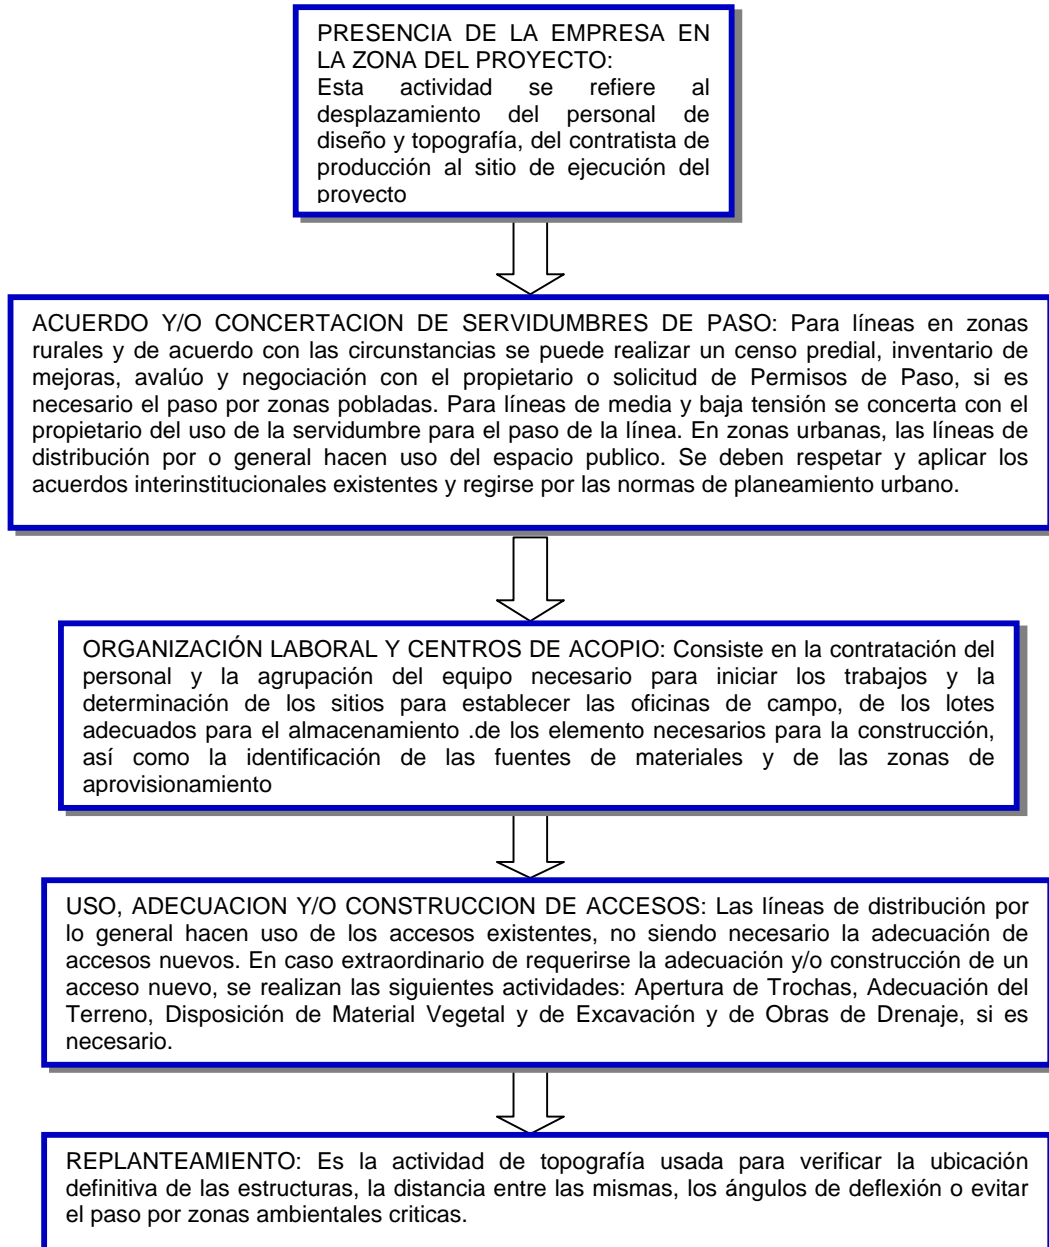 PRESENCIA DE LA EMPRESA EN
LA ZONA DEL PROYECTO:
Esta actividad se refiere al
desplazamiento del personal de
diseño y topografía, del contratista de
producción al sitio de ejecución del
proyecto
ACUERDO Y/O CONCERTACION DE SERVIDUMBRES DE PASO: Para líneas en zonas
rurales y de acuerdo con las circunstancias se puede realizar un censo predial, inventario de
mejoras, avalúo y negociación con el propietario o solicitud de Permisos de Paso, si es
necesario el paso por zonas pobladas. Para líneas de media y baja tensión se concerta con el
propietario del uso de la servidumbre para el paso de la línea. En zonas urbanas, las líneas de
distribución por o general hacen uso del espacio publico. Se deben respetar y aplicar los
acuerdos interinstitucionales existentes y regirse por las normas de planeamiento urbano.
ORGANIZACIÓN LABORAL Y CENTROS DE ACOPIO: Consiste en la contratación del
personal y la agrupación del equipo necesario para iniciar los trabajos y la
determinación de los sitios para establecer las oficinas de campo, de los lotes
adecuados para el almacenamiento .de los elemento necesarios para la construcción,
así como la identificación de las fuentes de materiales y de las zonas de
aprovisionamiento
USO, ADECUACION Y/O CONSTRUCCION DE ACCESOS: Las líneas de distribución por
lo general hacen uso de los accesos existentes, no siendo necesario la adecuación de
accesos nuevos. En caso extraordinario de requerirse la adecuación y/o construcción de un
acceso nuevo, se realizan las siguientes actividades: Apertura de Trochas, Adecuación del
Terreno, Disposición de Material Vegetal y de Excavación y de Obras de Drenaje, si es
necesario.
REPLANTEAMIENTO: Es la actividad de topografía usada para verificar la ubicación
definitiva de las estructuras, la distancia entre las mismas, los ángulos de deflexión o evitar
el paso por zonas ambientales criticas.